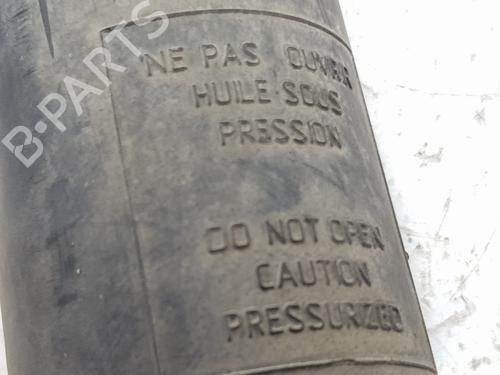 B-PARTS
NE PAS OUVRIR
HUILE SOUS
PRESSION
DO NOT OPEN
CAUTION
PRESSURIZED